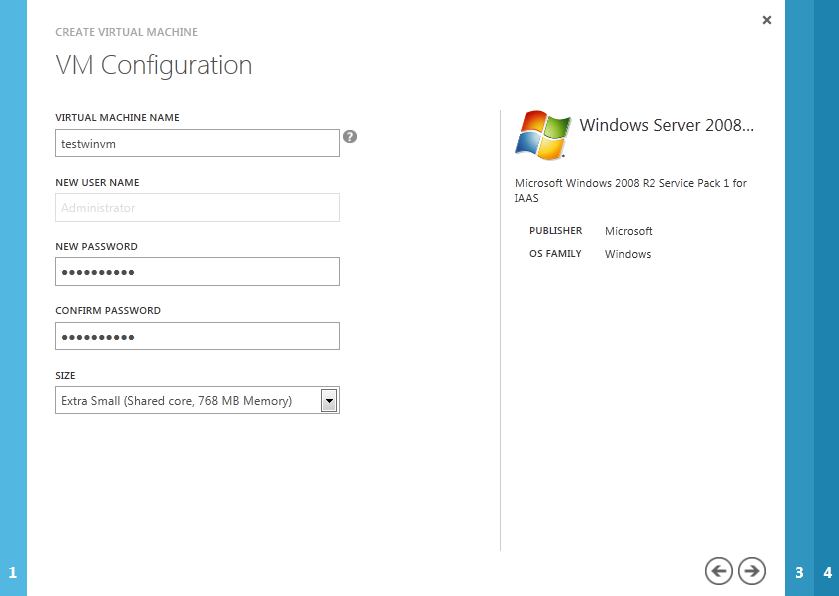 CREATE VIRTUAL MACHINE
VM Configuration
VIRTUAL MACHINE NAME
testwinvm
?
NEW USER NAME
Administrator
NEW PASSWORD
●●●●●●●●●●
CONFIRM PASSWORD
●●●●●●●●●●
SIZE
Extra Small (Shared core, 768 MB Memory)
Windows Server 2008...
Microsoft Windows 2008 R2 Service Pack 1 for
IAAS
PUBLISHER Microsoft
OS FAMILY Windows
1
3
4